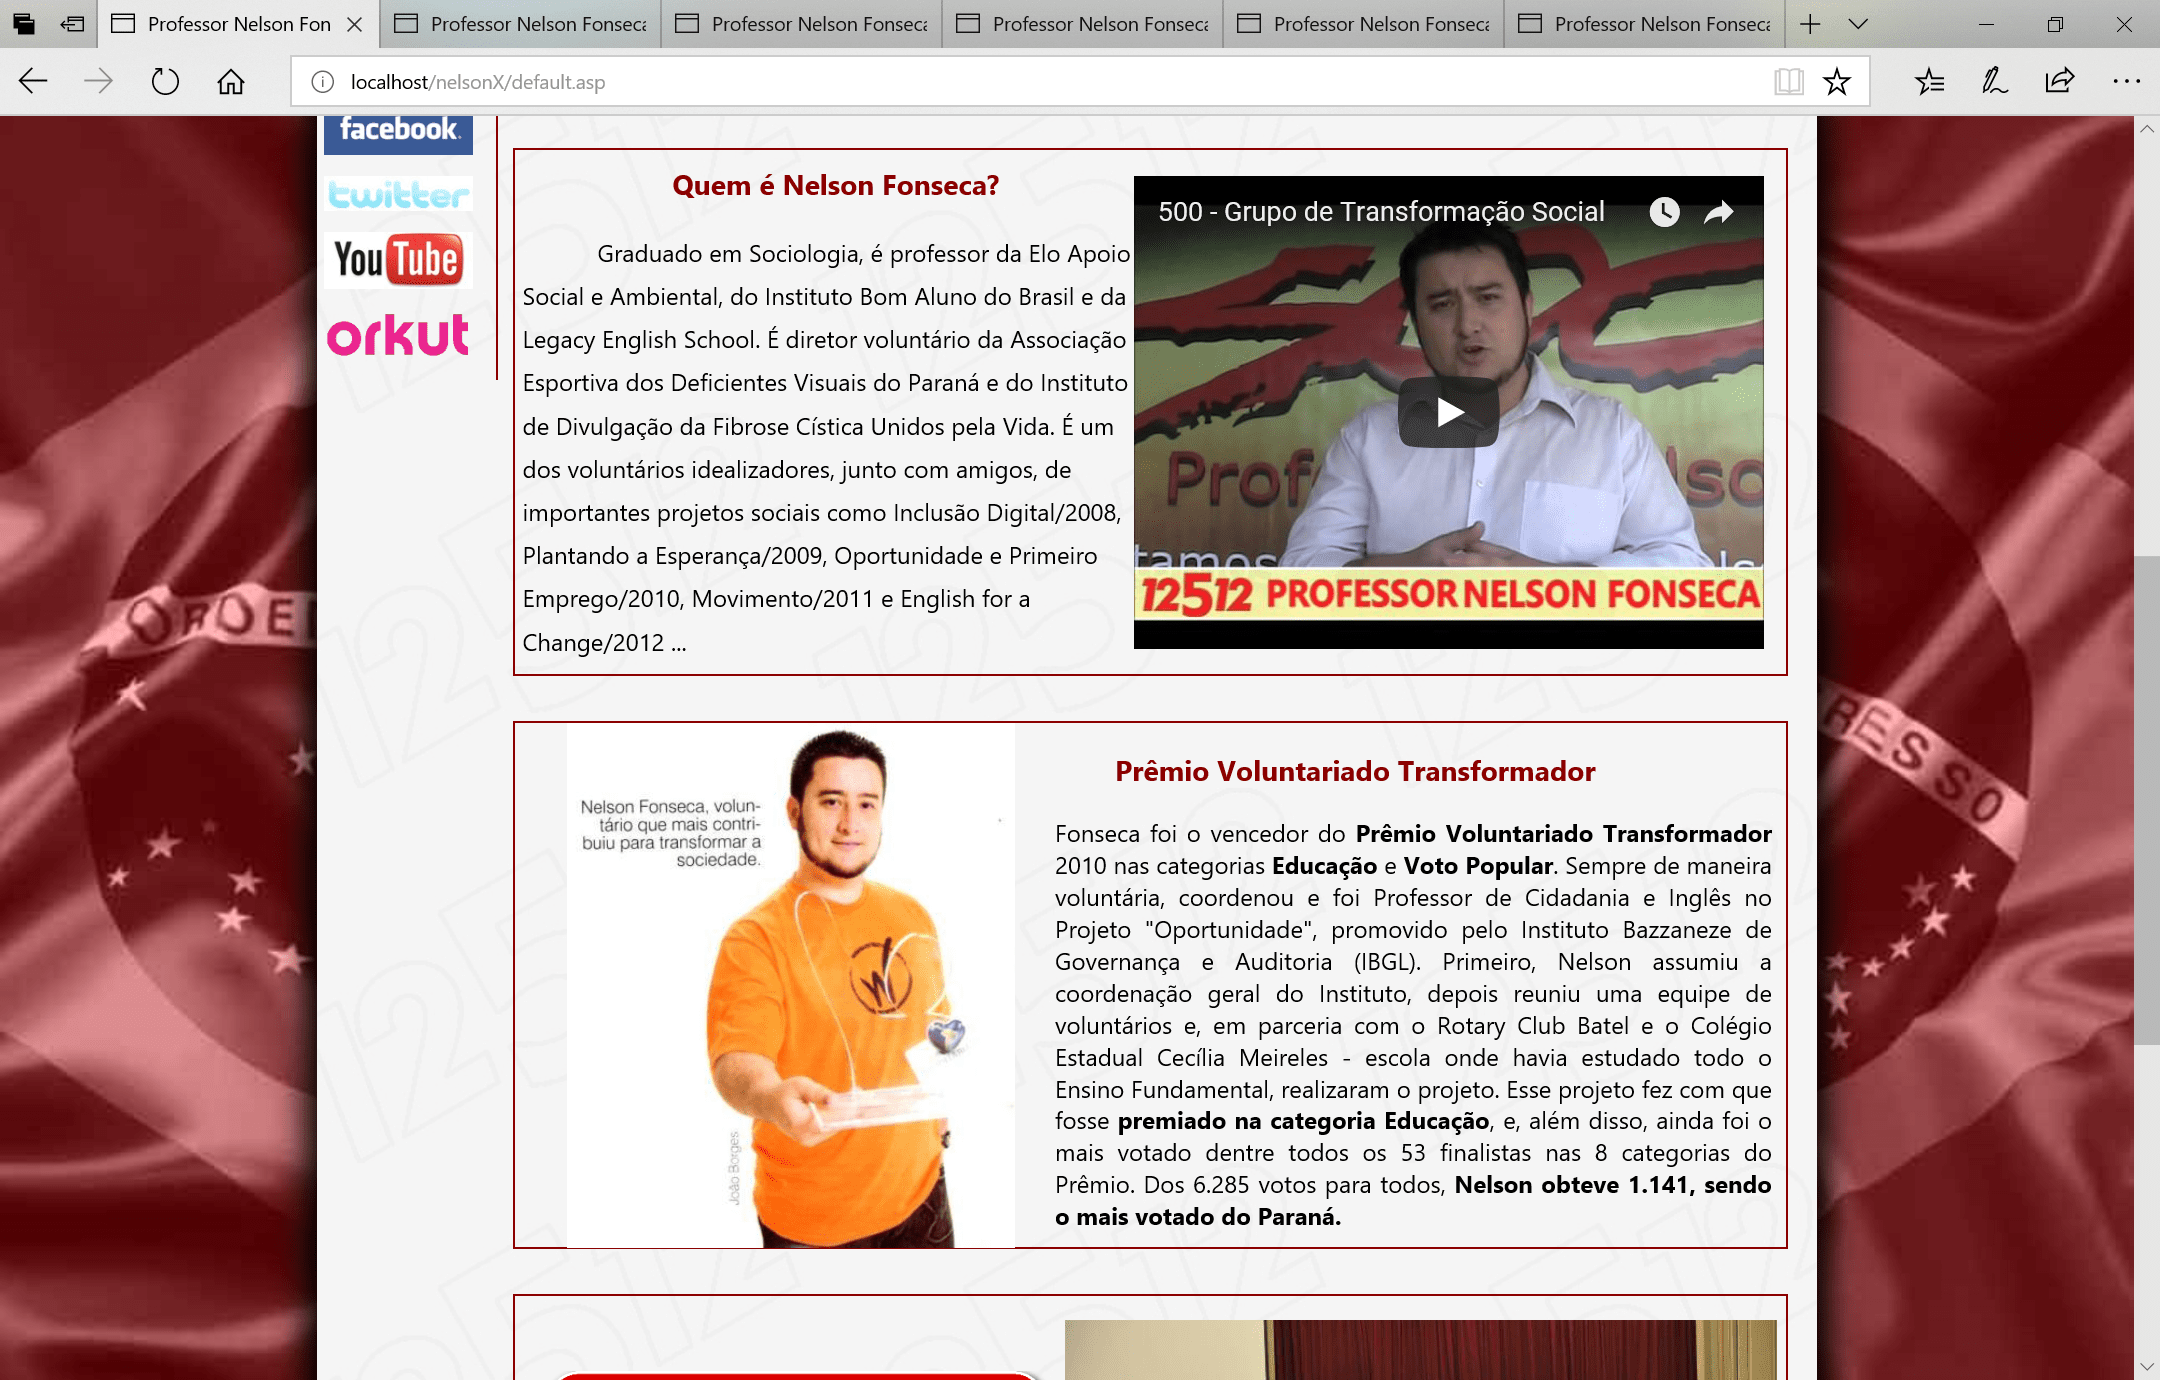 Professor Nelson Fon
Professor Nelson Fonseca
Professor Nelson Fonseca
Professor Nelson Fonseca
Professor Nelson Fonseca
Professor Nelson Fonseca
localhost/nelsonX/default.asp
facebook.
twitter
YouTube
orkut
Quem é Nelson Fonseca?
Graduado em Sociologia, é professor da Elo Apoio
Social e Ambiental, do Instituto Bom Aluno do Brasil e da
Legacy English School. É diretor voluntário da Associação
Esportiva dos Deficientes Visuais do Paraná e do Instituto
de Divulgação da Fibrose Cística Unidos pela Vida. É um
dos voluntários idealizadores, junto com amigos, de
importantes projetos sociais como Inclusão Digital/2008,
Plantando a Esperança/2009, Oportunidade e Primeiro
Emprego/2010, Movimento/2011 e English for a
Change/2012 ...
500 - Grupo de Transformação Social
Prof lso
tamos els
12512 PROFESSOR NELSON FONSECA
ORDE
RESSO
Nelson Fonseca, volun-
tário que mais contri-
buiu para transformar a
sociedade.
João Borges
Prêmio Voluntariado Transformador
Fonseca foi o vencedor do Prêmio Voluntariado Transformador
2010 nas categorias Educação e Voto Popular. Sempre de maneira
voluntária, coordenou e foi Professor de Cidadania e Inglês no
Projeto "Oportunidade", promovido pelo Instituto Bazzaneze de
Governança e Auditoria (IBGL). Primeiro, Nelson assumiu a
coordenação geral do Instituto, depois reuniu uma equipe de
voluntários e, em parceria com o Rotary Club Batel e o Colégio
Estadual Cecília Meireles - escola onde havia estudado todo o
Ensino Fundamental, realizaram o projeto. Esse projeto fez com que
fosse premiado na categoria Educação, e, além disso, ainda foi o
mais votado dentre todos os 53 finalistas nas 8 categorias do
Prêmio. Dos 6.285 votos para todos, Nelson obteve 1.141, sendo
o mais votado do Paraná.